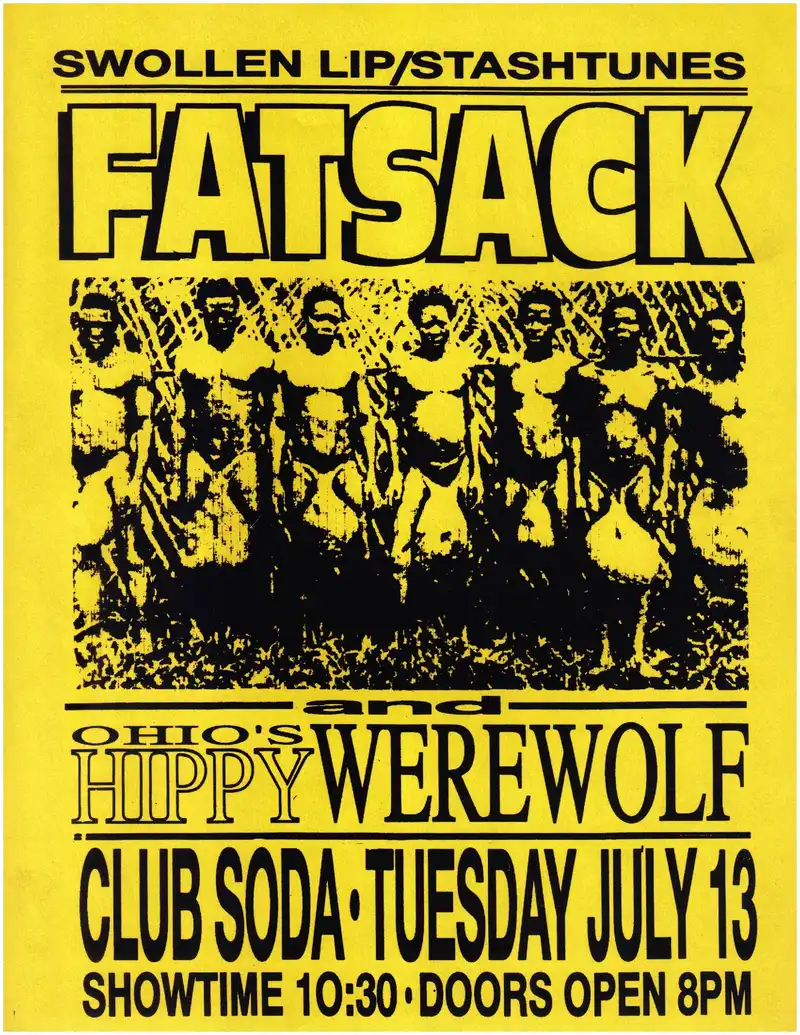 SWOLLEN LIP/STASHTUNES
FATSACK
and
OHIO'S
HIPPY WEREWOLF
CLUB SODA • TUESDAY JULY 13
SHOWTIME 10:30 • DOORS OPEN 8PM